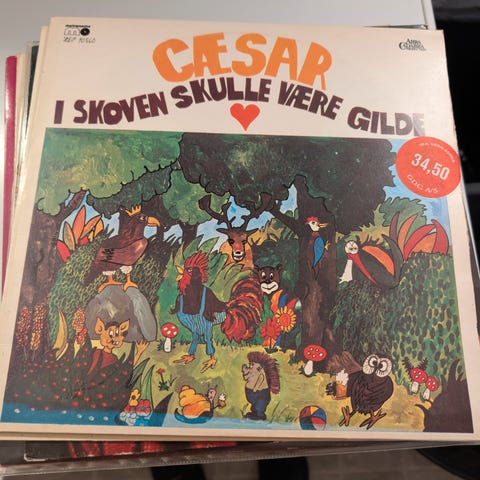 CÆSAR
I SKOVEN SKULLE VÆRE GILDE
34,50